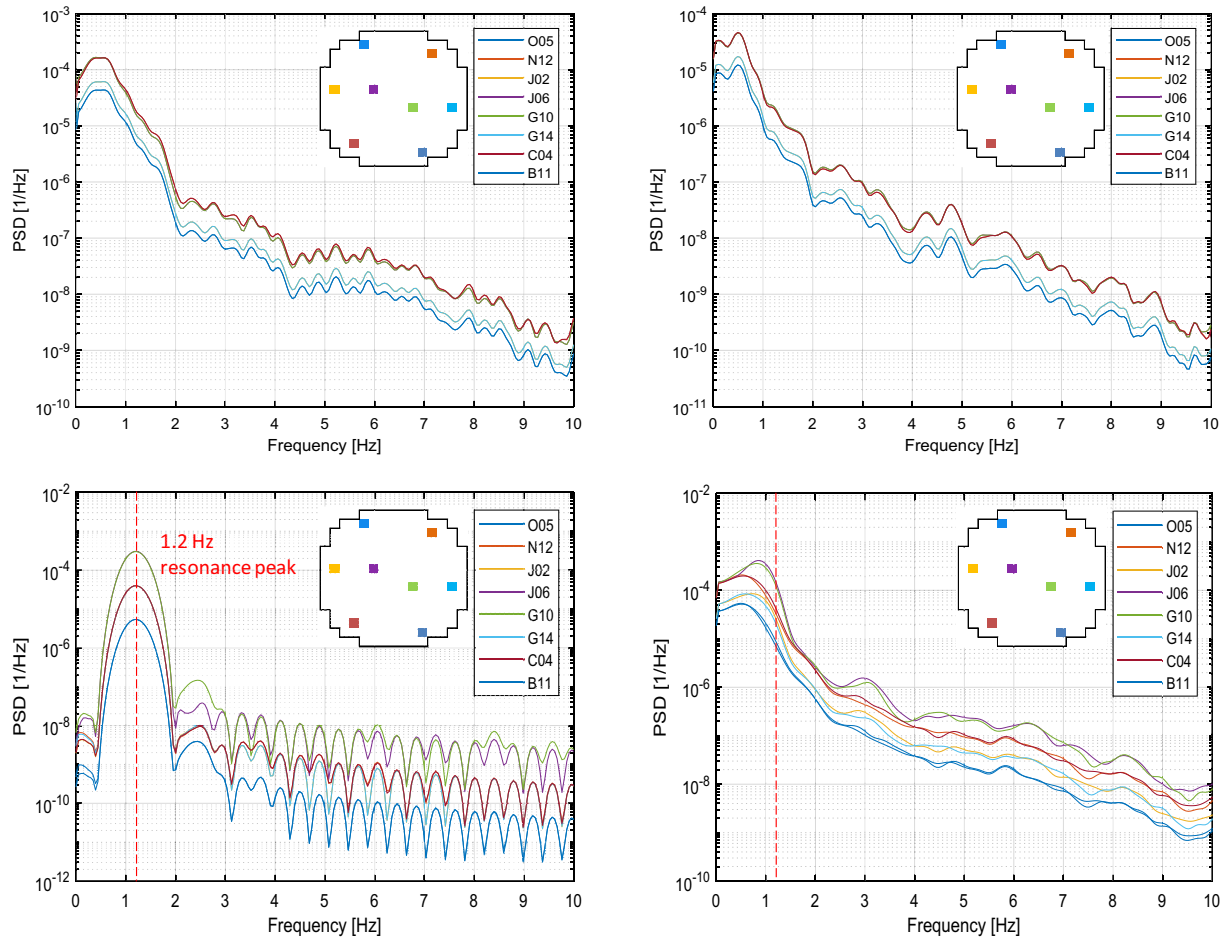 10^-3
10^-4
10^-5
10^-6
10^-7
10^-8
10^-9
10^-10
PSD [1/Hz]
0 1 2 3 4 5 6 7 8 9 10
Frequency [Hz]
O05
N12
J02
J06
G10
G14
C04
B11
10^-4
10^-5
10^-6
10^-7
10^-8
10^-9
10^-10
10^-11
PSD [1/Hz]
0 1 2 3 4 5 6 7 8 9 10
Frequency [Hz]
O05
N12
J02
J06
G10
G14
C04
B11
10^-2
10^-4
10^-6
10^-8
10^-10
10^-12
PSD [1/Hz]
0 1 2 3 4 5 6 7 8 9 10
Frequency [Hz]
1.2 Hz
resonance peak
O05
N12
J02
J06
G10
G14
C04
B11
10^-2
10^-4
10^-6
10^-8
10^-10
PSD [1/Hz]
0 1 2 3 4 5 6 7 8 9 10
Frequency [Hz]
O05
N12
J02
J06
G10
G14
C04
B11